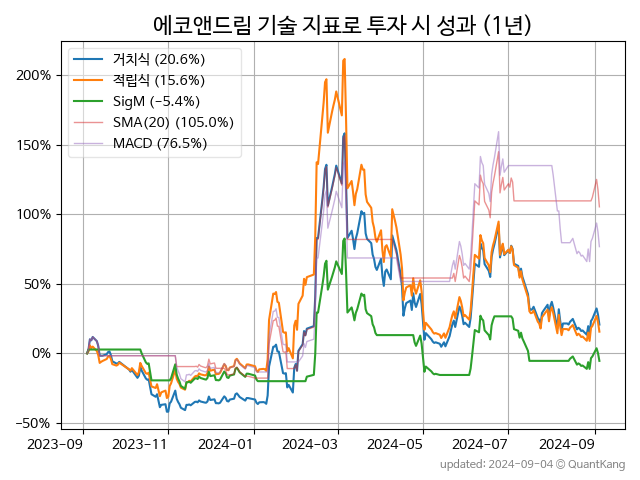 에코앤드림 기술 지표로 투자 시 성과 (1년)
거치식 (20.6%)
적립식 (15.6%)
SigM (−5.4%)
SMA(20) (105.0%)
MACD (76.5%)
200%
150%
100%
50%
0%
−50%
2023-09 2023-11 2024-01 2024-03 2024-05 2024-07 2024-09
updated: 2024-09-04 © QuantKang